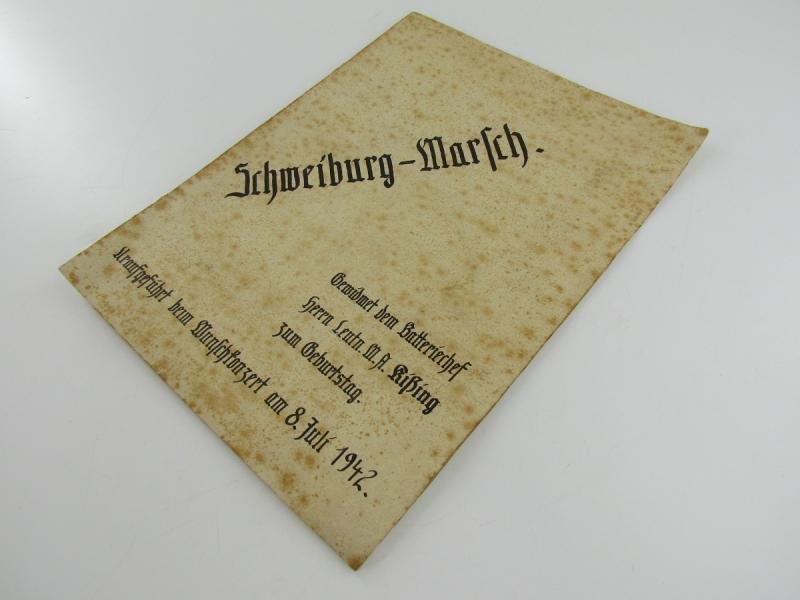 Schweiburg-Marsch.
Gewidmet dem Batteriechef
Herrn Leutn. M. A. Kißing
zum Geburtstag.
Uraufgeführt beim Wunschkonzert am 8. Juli 1942.